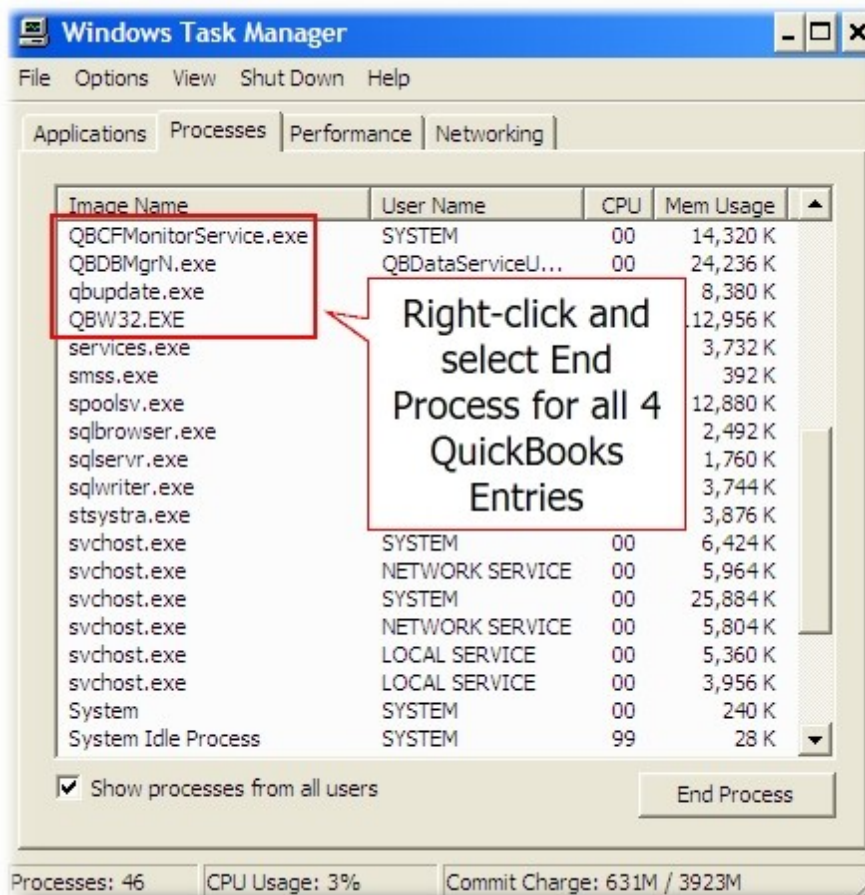 Windows Task Manager
File Options View Shut Down Help
Applications Processes Performance Networking
Image Name User Name CPU Mem Usage
QBCFMonitorService.exe SYSTEM 00 14,320 K
QBDBMgrN.exe QBDataServiceU... 00 24,236 K
qbupdate.exe 8,380 K
QBW32.EXE 12,956 K
services.exe 3,732 K
smss.exe 392 K
spoolsv.exe 12,880 K
sqlbrowser.exe 2,492 K
sqlservr.exe 1,760 K
sqlwriter.exe 3,744 K
stsystra.exe 3,876 K
Right-click and
select End
Process for all 4
QuickBooks
Entries
svchost.exe SYSTEM 00 6,424 K
svchost.exe NETWORK SERVICE 00 5,964 K
svchost.exe SYSTEM 00 25,884 K
svchost.exe NETWORK SERVICE 00 5,804 K
svchost.exe LOCAL SERVICE 00 5,360 K
svchost.exe LOCAL SERVICE 00 3,956 K
System SYSTEM 00 240 K
System Idle Process SYSTEM 99 28 K
Show processes from all users
End Process
Processes: 46 CPU Usage: 3% Commit Charge: 631M / 3923M